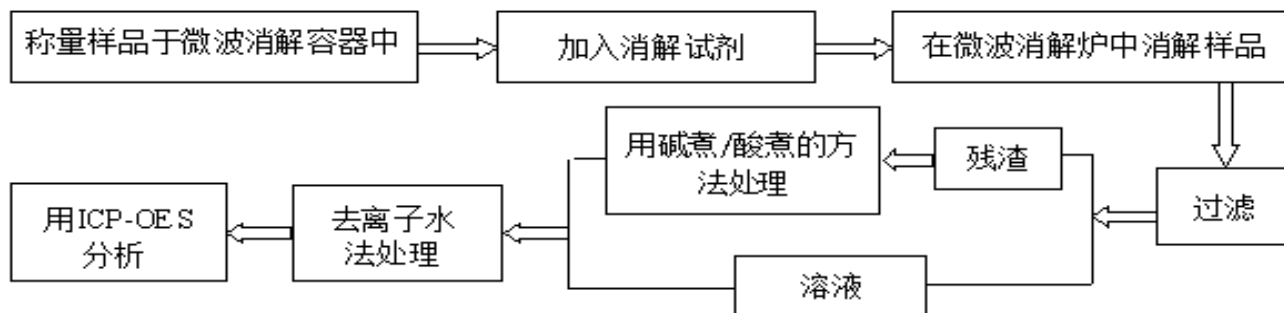 称量样品于微波消解容器中
加入消解试剂
在微波消解炉中消解样品
过滤
残渣
用碱煮/酸煮的方
法处理
溶液
去离子水
法处理
用ICP-OES
分析